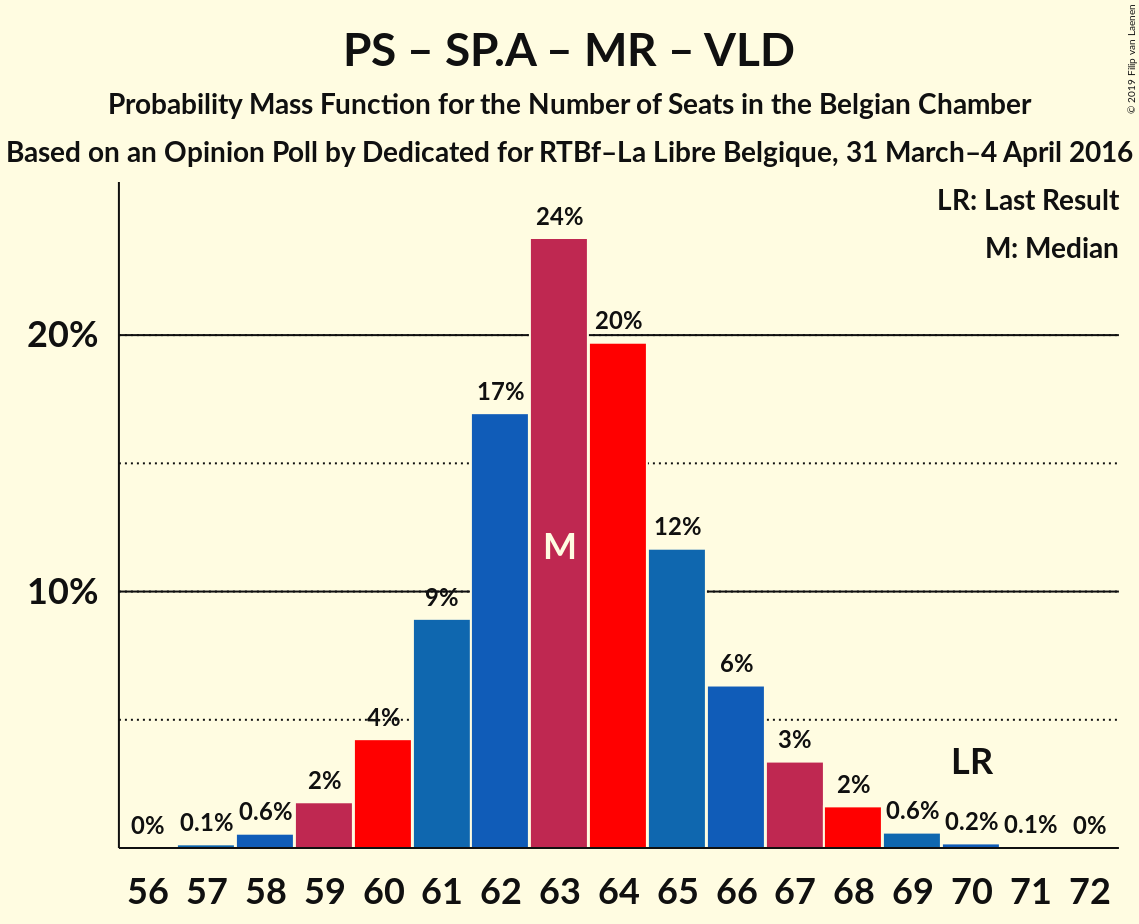 PS – SP.A – MR – VLD
Probability Mass Function for the Number of Seats in the Belgian Chamber
Based on an Opinion Poll by Dedicated for RTBf–La Libre Belgique, 31 March–4 April 2016
© 2019 Filip van Laenen
LR: Last Result
M: Median
20%
10%
0%
0.1%
0.6%
2%
4%
9%
17%
24%
20%
12%
6%
3%
2%
0.6%
0.2%
0.1%
0%
M
LR
56 57 58 59 60 61 62 63 64 65 66 67 68 69 70 71 72